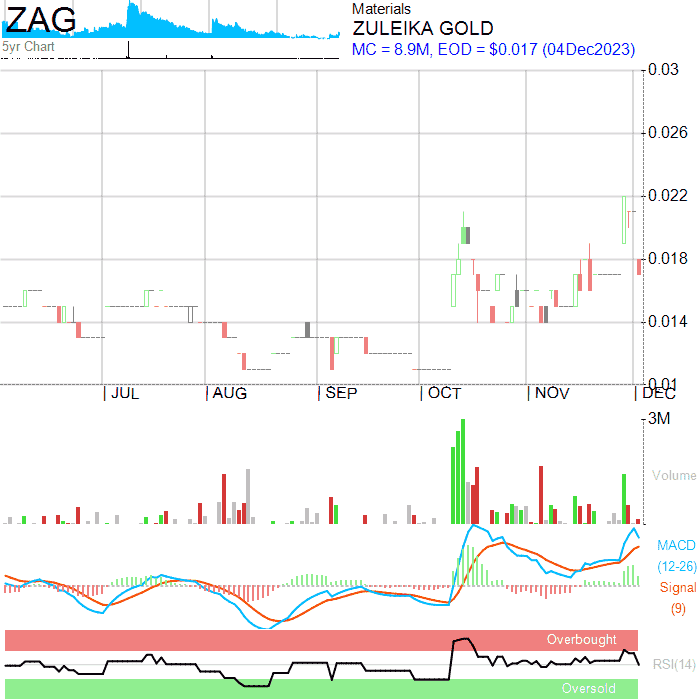 ZAG
5yr Chart
Materials
ZULEIKA GOLD
MC = 8.9M, EOD = $0.017 (04Dec2023)
0.03
0.026
0.022
0.018
0.014
0.01
JUL AUG SEP OCT NOV DEC
3M
Volume
MACD
(12-26)
Signal
(9)
Overbought
RSI(14)
Oversold